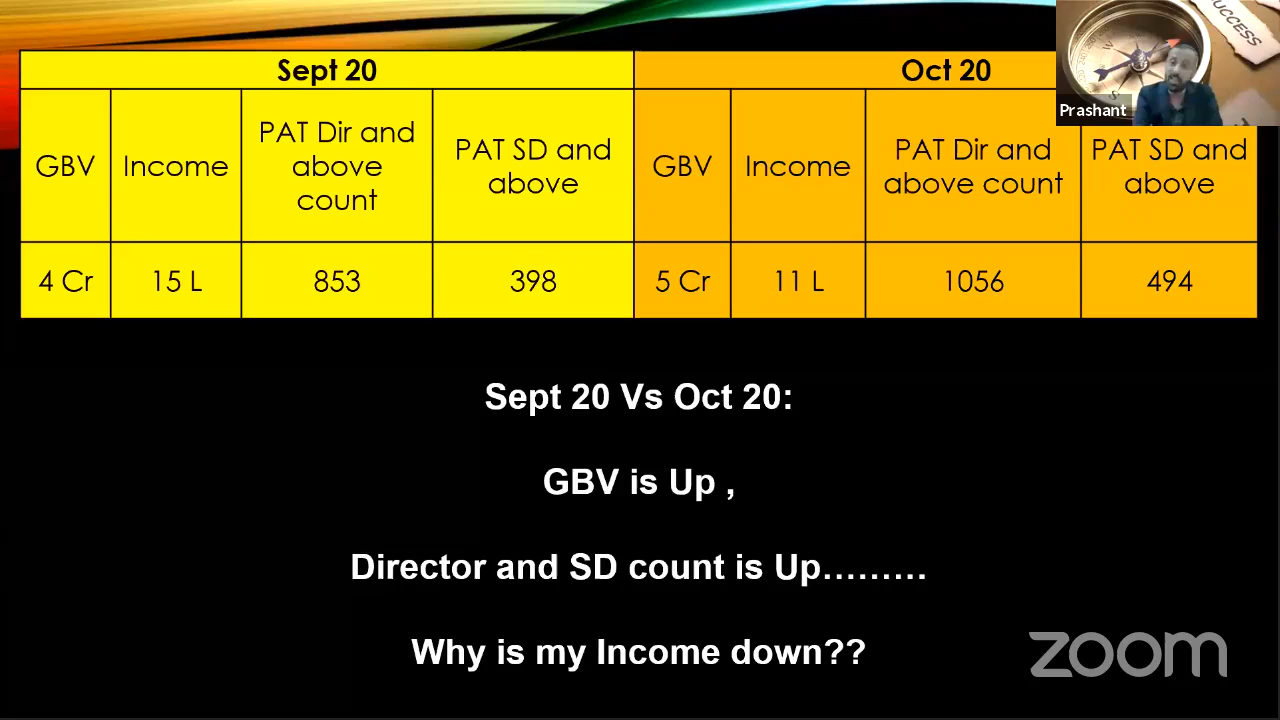 Sept 20
Oct 20
SUCCESS
Prashant
GBV
Income
PAT Dir and
above
count
PAT SD and
above
GBV
Income
PAT Dir and
above count
PAT SD and
above
4 Cr
15 L
853
398
5 Cr
11 L
1056
494
Sept 20 Vs Oct 20:
GBV is Up ,
Director and SD count is Up.........
Why is my Income down??
zoom